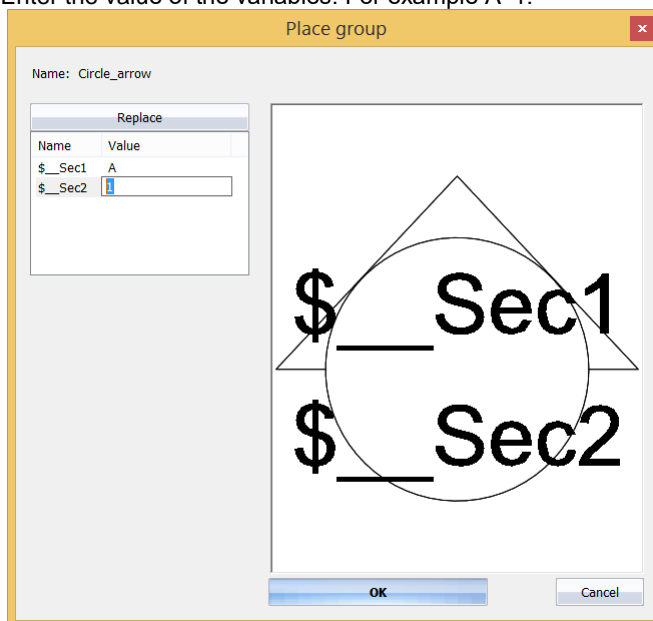 Enter the value of the variables. For example A-1.
Place group
x
Name: Circle_arrow
Replace
Name Value
$__Sec1 A
$__Sec2 1
$__Sec1
$__Sec2
OK Cancel